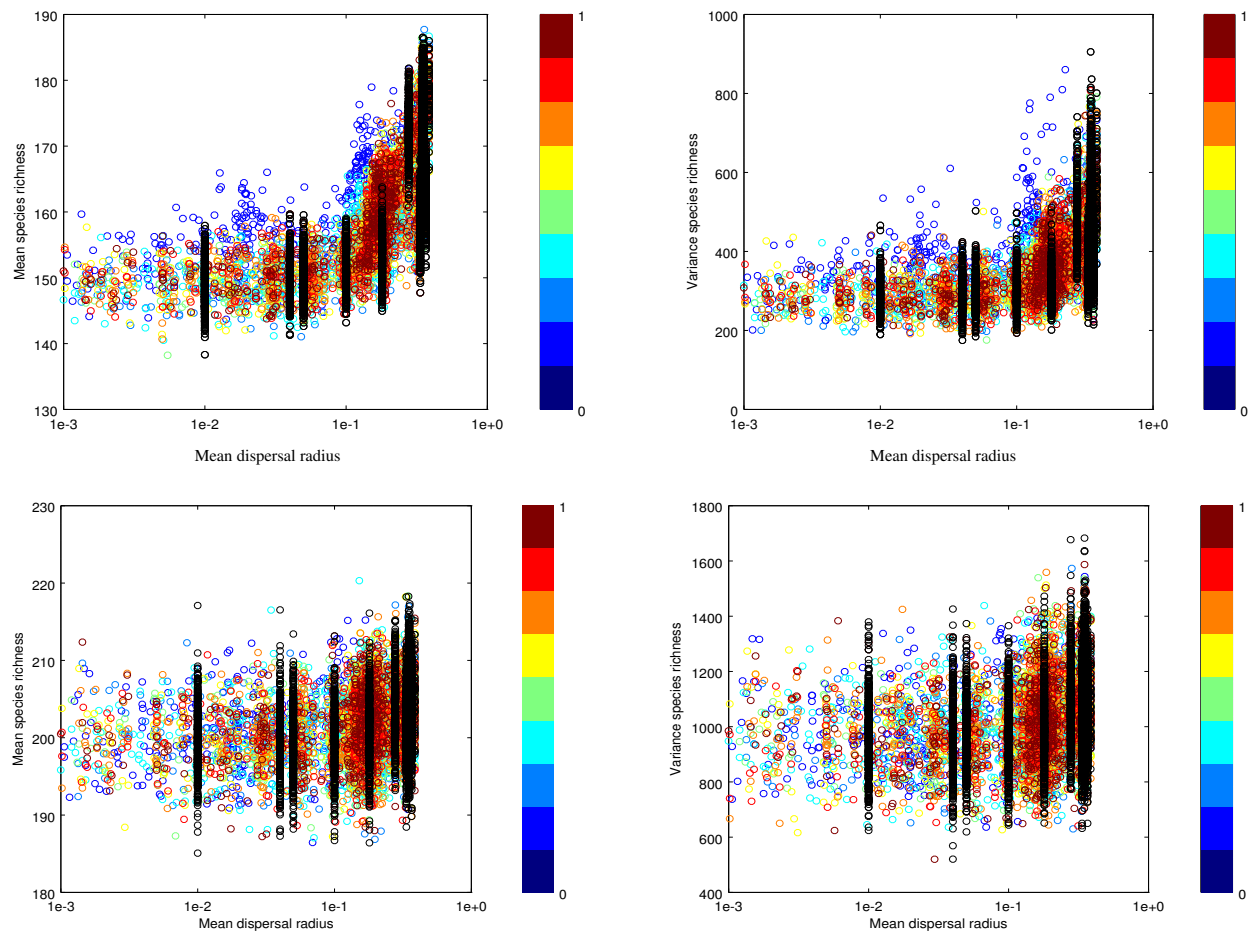 190
180
170
160
150
140
130
Mean species richness
1e-3
1e-2
1e-1
1e+0
Mean dispersal radius
1
0
1000
800
600
400
200
0
Variance species richness
1e-3
1e-2
1e-1
1e+0
Mean dispersal radius
1
0
230
220
210
200
190
180
Mean species richness
1e-3
1e-2
1e-1
1e+0
Mean dispersal radius
1
0
1800
1600
1400
1200
1000
800
600
400
Variance species richness
1e-3
1e-2
1e-1
1e+0
Mean dispersal radius
1
0